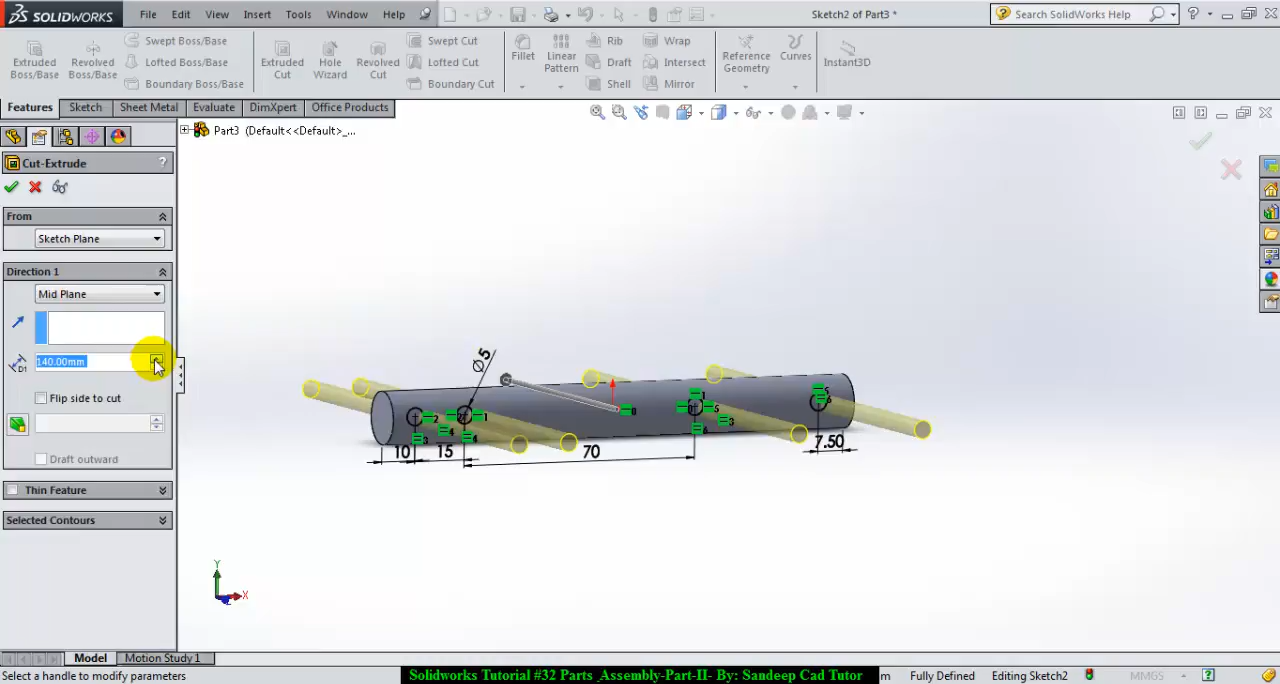 SOLIDWORKS File Edit View Insert Tools Window Help Sketch2 of Part3 * Search SolidWorks Help
Extruded Boss/Base
Revolved Boss/Base
Swept Boss/Base
Lofted Boss/Base
Boundary Boss/Base
Extruded Cut
Hole Wizard
Revolved Cut
Swept Cut
Lofted Cut
Boundary Cut
Fillet
Linear Pattern
Rib
Draft
Shell
Wrap
Intersect
Mirror
Reference Geometry
Curves
Instant3D
Features Sketch Sheet Metal Evaluate DimXpert Office Products
Part3 (Default<<Default>_...
Cut-Extrude ?
From
Sketch Plane
Direction 1
Mid Plane
140.00mm
Flip side to cut
Draft outward
Thin Feature
Selected Contours
Ø5
10 15 70 7.50
Y
X
Model Motion Study 1
Select a handle to modify parameters
Solidworks Tutorial #32 Parts Assembly-Part-II- By: Sandeep Cad Tutor
m Fully Defined Editing Sketch2 MMGS ?